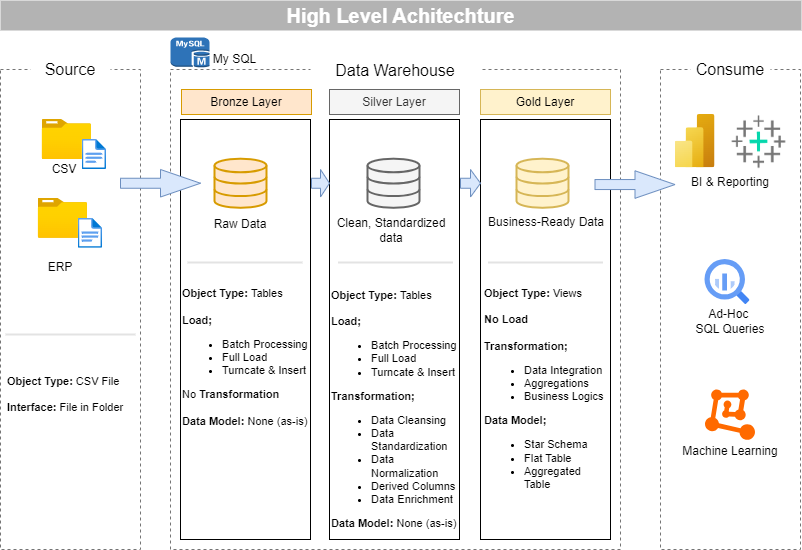 High Level Achitechture
MySQL
M
My SQL
Source
Data Warehouse
Consume
Bronze Layer
Silver Layer
Gold Layer
CSV
ERP
Object Type: CSV File
Interface: File in Folder
Raw Data
Object Type: Tables
Load;
Batch Processing
Full Load
Turncate & Insert
No Transformation
Data Model: None (as-is)
Clean, Standardized
data
Object Type: Tables
Load;
Batch Processing
Full Load
Turncate & Insert
Transformation;
Data Cleansing
Data
Standardization
Data
Normalization
Derived Columns
Data Enrichment
Data Model: None (as-is)
Business-Ready Data
Object Type: Views
No Load
Transformation;
Data Integration
Aggregations
Business Logics
Data Model;
Star Schema
Flat Table
Aggregated
Table
BI & Reporting
Ad-Hoc
SQL Queries
Machine Learning